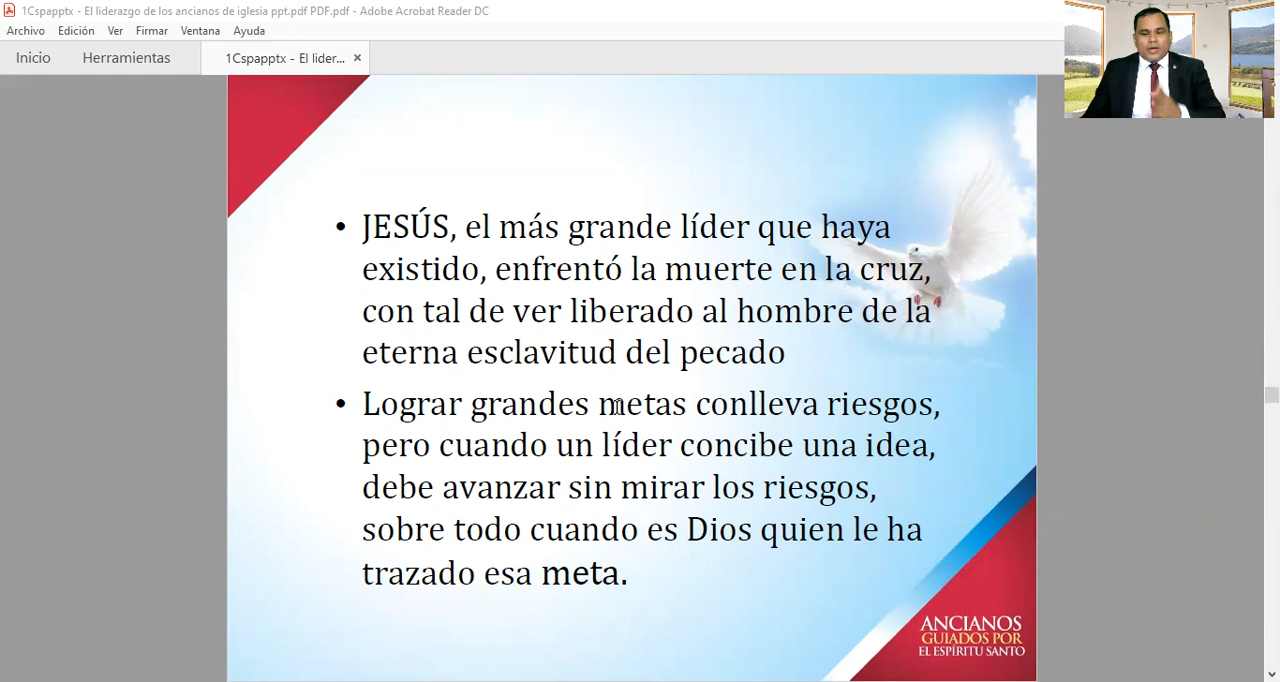 1Cspapptx - El liderazgo de los ancianos de iglesia ppt.pdf PDF.pdf - Adobe Acrobat Reader DC
Archivo Edición Ver Firmar Ventana Ayuda
Inicio Herramientas 1Cspapptx - El lider... ×
• JESÚS, el más grande líder que haya
existido, enfrentó la muerte en la cruz,
con tal de ver liberado al hombre de la
eterna esclavitud del pecado
• Lograr grandes metas conlleva riesgos,
pero cuando un líder concibe una idea,
debe avanzar sin mirar los riesgos,
sobre todo cuando es Dios quien le ha
trazado esa meta.
ANCIANOS
GUIADOS POR
EL ESPÍRITU SANTO